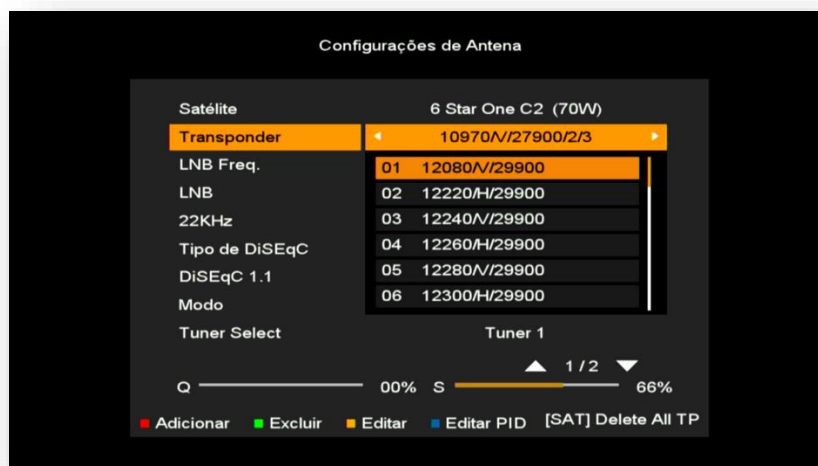 Configurações de Antena
Satélite 6 Star One C2 (70W)
Transponder 10970/V/27900/2/3
LNB Freq.
01 12080/V/29900
LNB
02 12220/H/29900
22KHz
03 12240/V/29900
Tipo de DiSEqC
04 12260/H/29900
DiSEqC 1.1
05 12280/V/29900
Modo
06 12300/H/29900
Tuner Select Tuner 1
1/2
Q 00% S 66%
Adicionar Excluir Editar Editar PID [SAT] Delete All TP